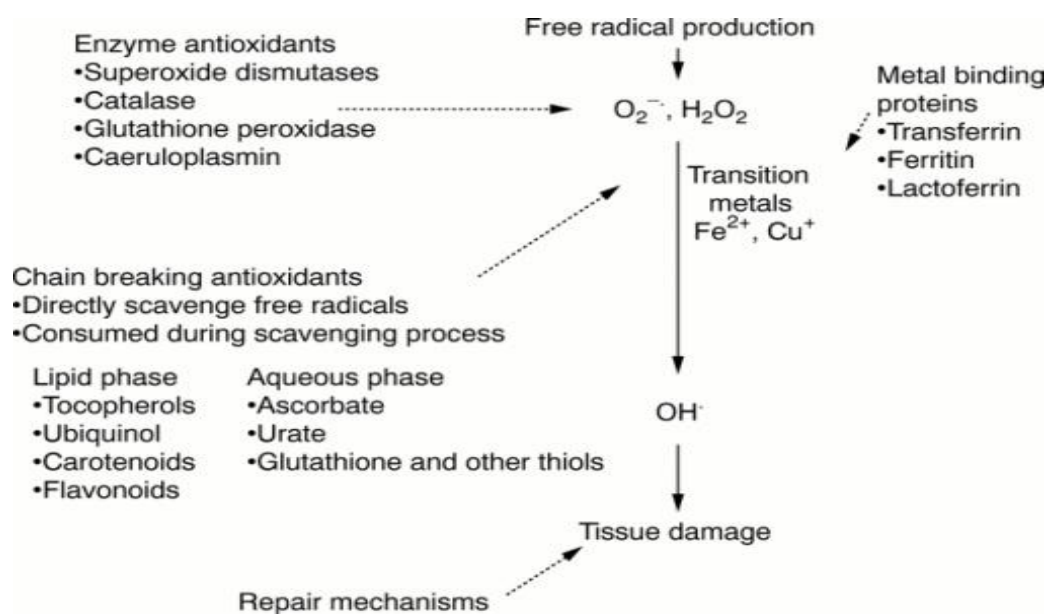 Free radical production
Enzyme antioxidants
•Superoxide dismutases
•Catalase
•Glutathione peroxidase
•Caeruloplasmin
O₂⁻·, H₂O₂
Metal binding
proteins
•Transferrin
•Ferritin
•Lactoferrin
Transition
metals
Fe²⁺, Cu⁺
Chain breaking antioxidants
•Directly scavenge free radicals
•Consumed during scavenging process
Lipid phase
•Tocopherols
•Ubiquinol
•Carotenoids
•Flavonoids
Aqueous phase
•Ascorbate
•Urate
•Glutathione and other thiols
OH·
Tissue damage
Repair mechanisms